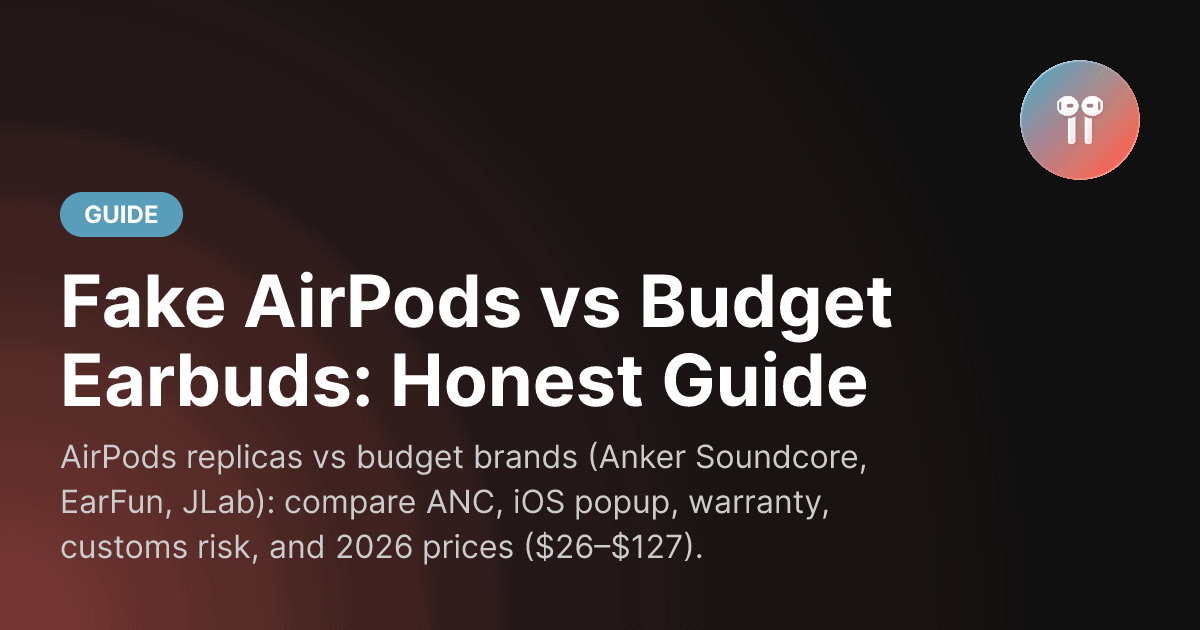 GUIDE
Fake AirPods vs Budget
Earbuds: Honest Guide
AirPods replicas vs budget brands (Anker Soundcore,
EarFun, JLab): compare ANC, iOS popup, warranty,
customs risk, and 2026 prices ($26–$127).